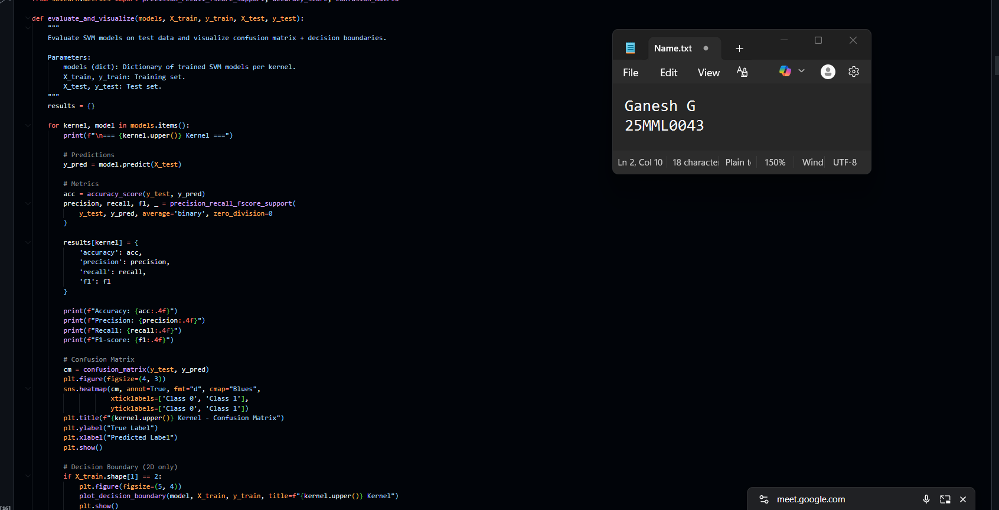 from sklearn.metrics import precision_recall_fscore_support, accuracy_score, confusion_matrix
def evaluate_and_visualize(models, X_train, y_train, X_test, y_test):
"""
Evaluate SVM models on test data and visualize confusion matrix + decision boundaries.
Parameters:
models (dict): Dictionary of trained SVM models per kernel.
X_train, y_train: Training set.
X_test, y_test: Test set.
"""
results = {}
for kernel, model in models.items():
print(f"\n=== {kernel.upper()} Kernel ===")
# Predictions
y_pred = model.predict(X_test)
# Metrics
acc = accuracy_score(y_test, y_pred)
precision, recall, f1, _ = precision_recall_fscore_support(
y_test, y_pred, average='binary', zero_division=0
)
results[kernel] = {
'accuracy': acc,
'precision': precision,
'recall': recall,
'f1': f1
}
print(f"Accuracy: {acc:.4f}")
print(f"Precision: {precision:.4f}")
print(f"Recall: {recall:.4f}")
print(f"F1-score: {f1:.4f}")
# Confusion Matrix
cm = confusion_matrix(y_test, y_pred)
plt.figure(figsize=(4, 3))
sns.heatmap(cm, annot=True, fmt="d", cmap="Blues",
xticklabels=['Class 0', 'Class 1'],
yticklabels=['Class 0', 'Class 1'])
plt.title(f"{kernel.upper()} Kernel - Confusion Matrix")
plt.ylabel("True Label")
plt.xlabel("Predicted Label")
plt.show()
# Decision Boundary (2D only)
if X_train.shape[1] == 2:
plt.figure(figsize=(5, 4))
plot_decision_boundary(model, X_train, y_train, title=f"{kernel.upper()} Kernel")
plt.show()
[16]
Name.txt
File Edit View
Ganesh G
25MML0043
Ln 2, Col 10 18 characte Plain t 150% Wind UTF-8
meet.google.com